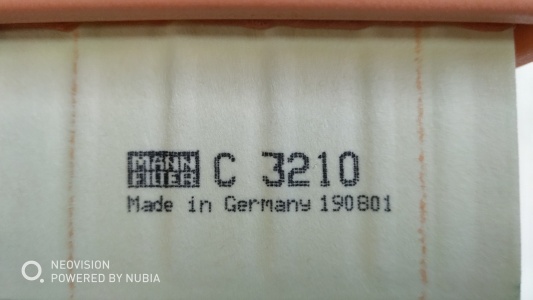 MANN FILTER C 3210
Made in Germany 190801
NEOVISION
POWERED BY NUBIA